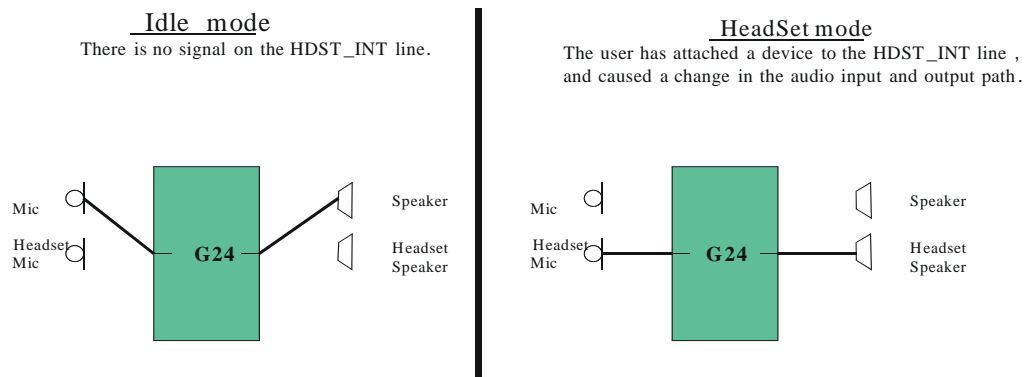 Idle mode
There is no signal on the HDST_INT line.
Mic
Headset
Mic
G24
Speaker
Headset
Speaker
HeadSet mode
The user has attached a device to the HDST_INT line ,
and caused a change in the audio input and output path.
Mic
Headset
Mic
G24
Speaker
Headset
Speaker